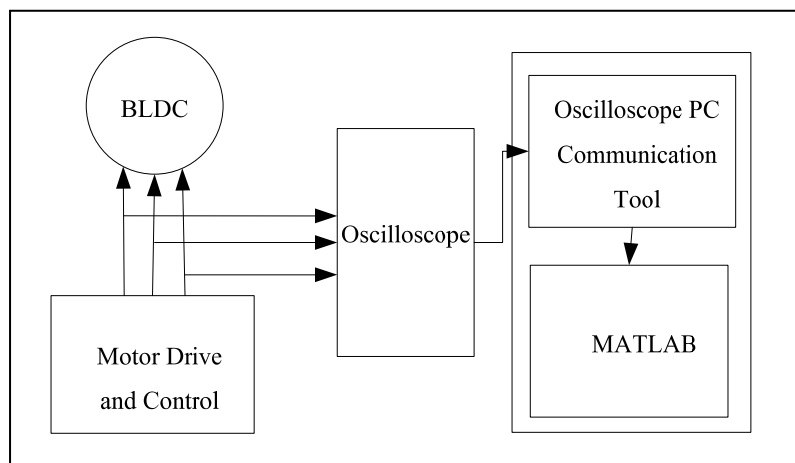 BLDC
Motor Drive
and Control
Oscilloscope
Oscilloscope PC
Communication
Tool
MATLAB